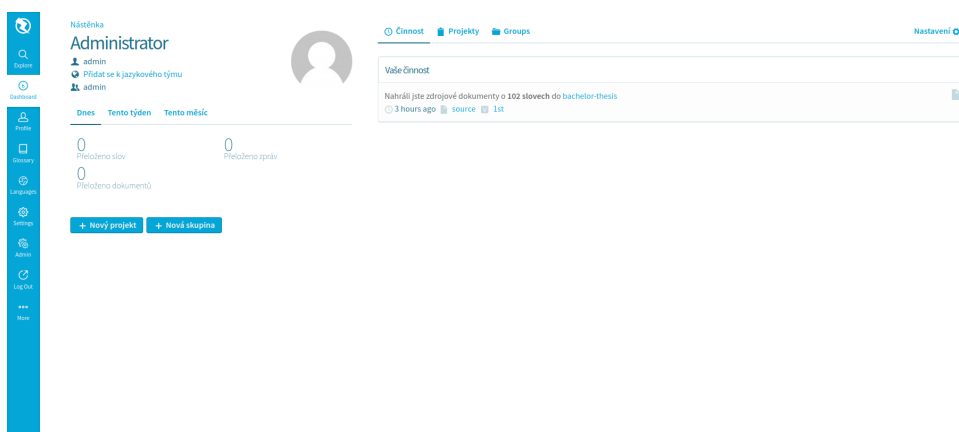 Explore
Dashboard
Profile
Glossary
Languages
Settings
Admin
Log Out
More
Nástěnka
Administrator
admin
Přidat se k jazykového týmu
admin
Dnes Tento týden Tento měsíc
0 0
Přeloženo slov Přeloženo zpráv
0
Přeloženo dokumentů
+ Nový projekt + Nová skupina
Činnost Projekty Groups Nastavení
Vaše činnost
Nahráli jste zdrojové dokumenty o 102 slovech do bachelor-thesis
3 hours ago source 1st